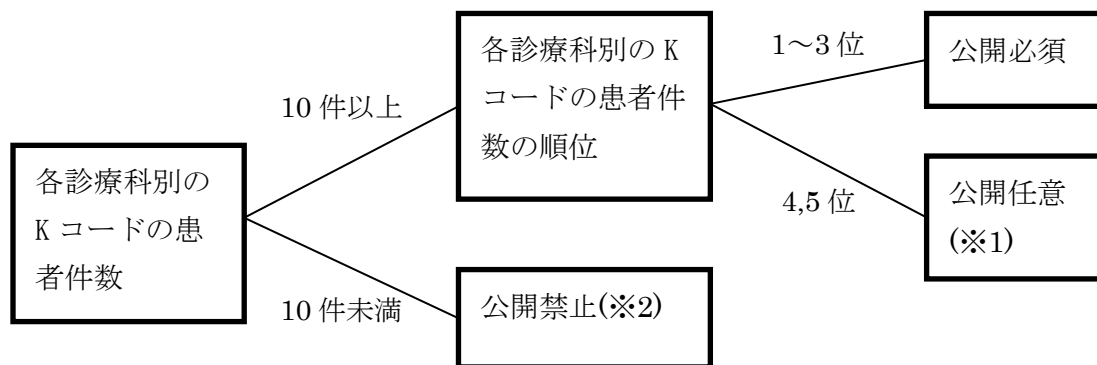 各診療科別の
K コードの患
者件数
10 件以上
10 件未満
各診療科別の K
コードの患者件
数の順位
公開禁止(※2)
1～3 位
4,5 位
公開必須
公開任意
(※1)